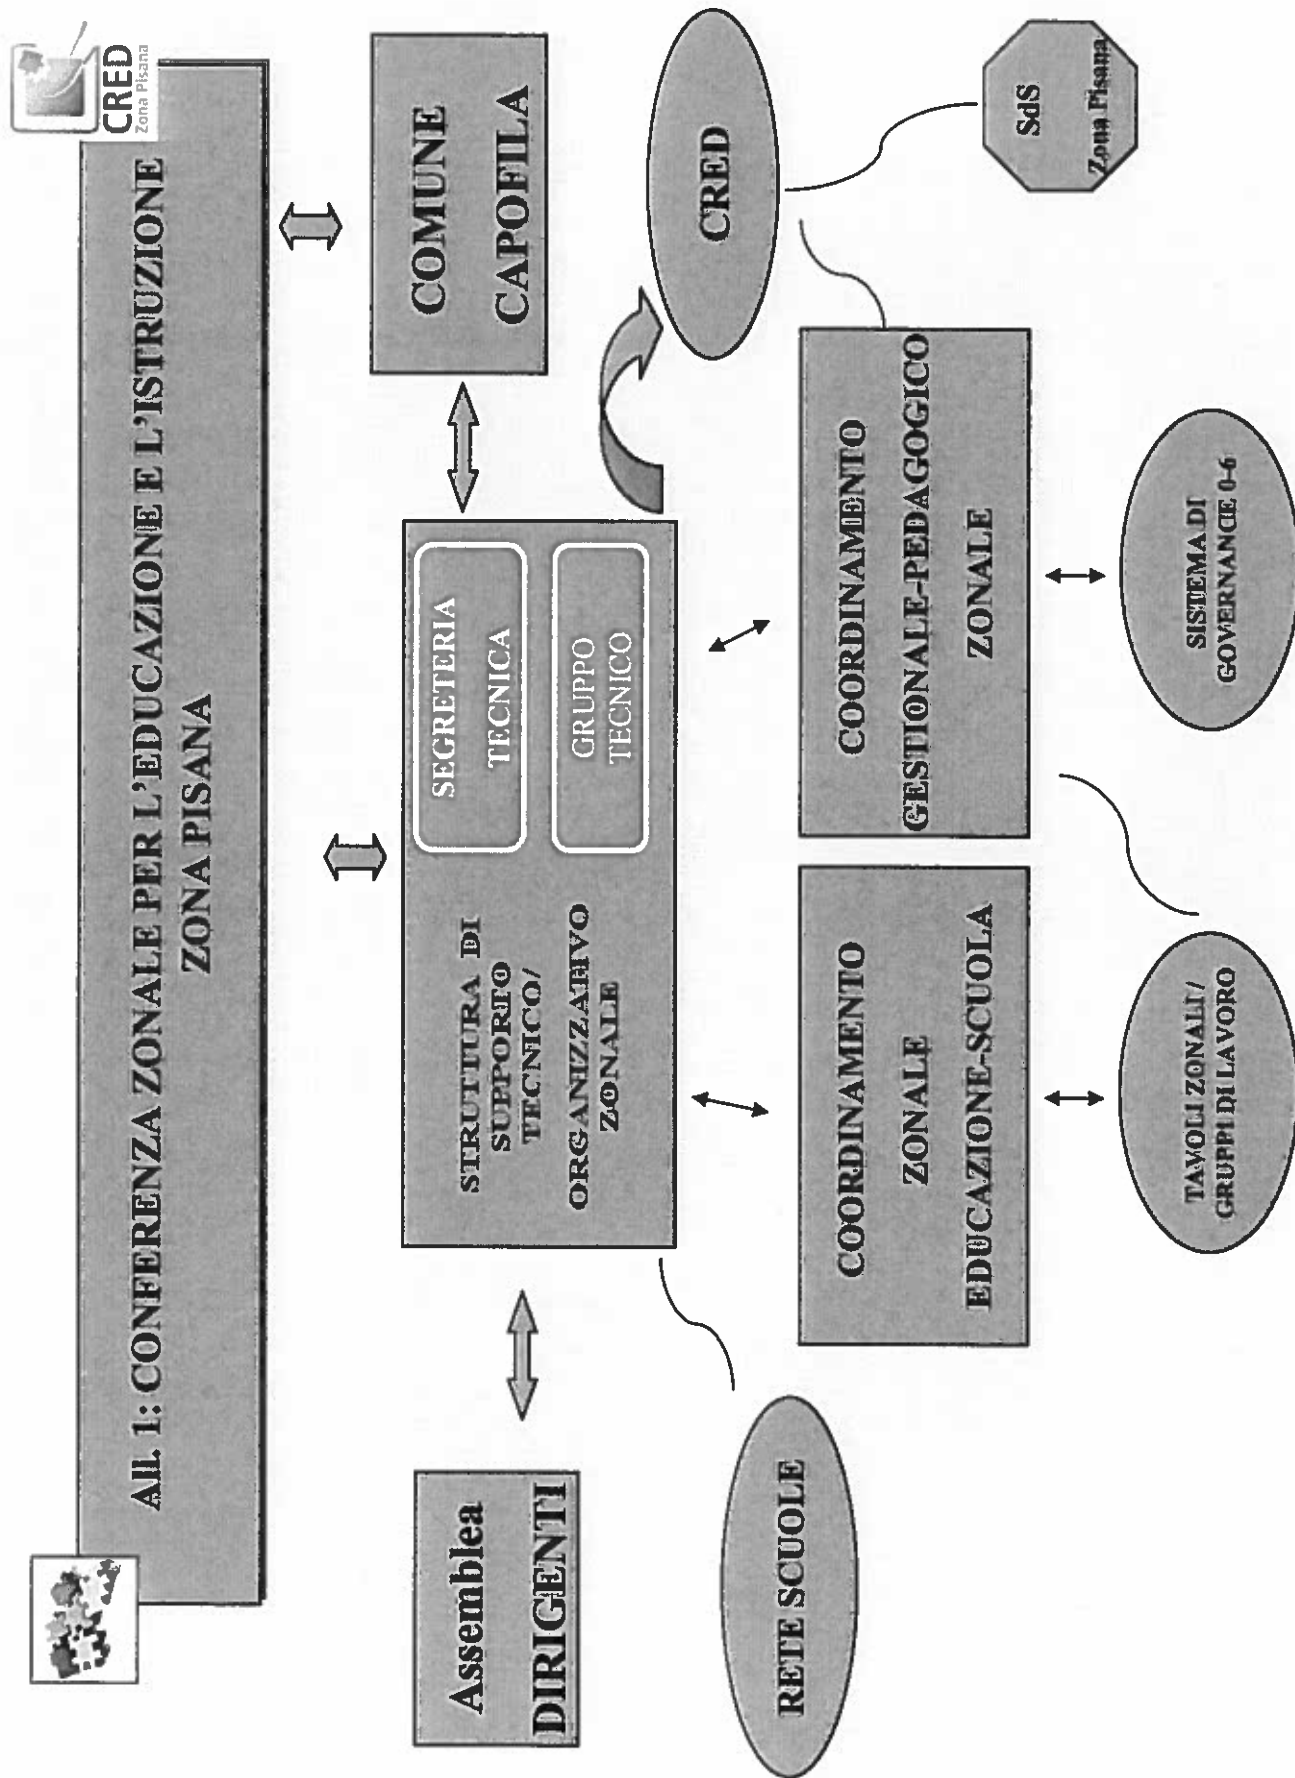 CRED
Zona Pisana
All. 1: CONFERENZA ZONALE PER L'EDUCAZIONE E L'ISTRUZIONE
ZONA PISANA
Assemblea
DIRIGENTI
STRUTTURA DI
SUPPORTO
TECNICO/
ORGANIZZATIVO
ZONALE
SEGRETERIA
TECNICA
GRUPPO
TECNICO
COMUNE
CAPOFILA
CRED
RETE SCUOLE
COORDINAMENTO
ZONALE
EDUCAZIONE-SCUOLA
COORDINAMENTO
GESTIONALE-PEDAGOGICO
ZONALE
SdS
Zona Pisana
TAVOLI ZONALI /
GRUPPI DI LAVORO
SISTEMA DI
GOVERNANCE 0-6